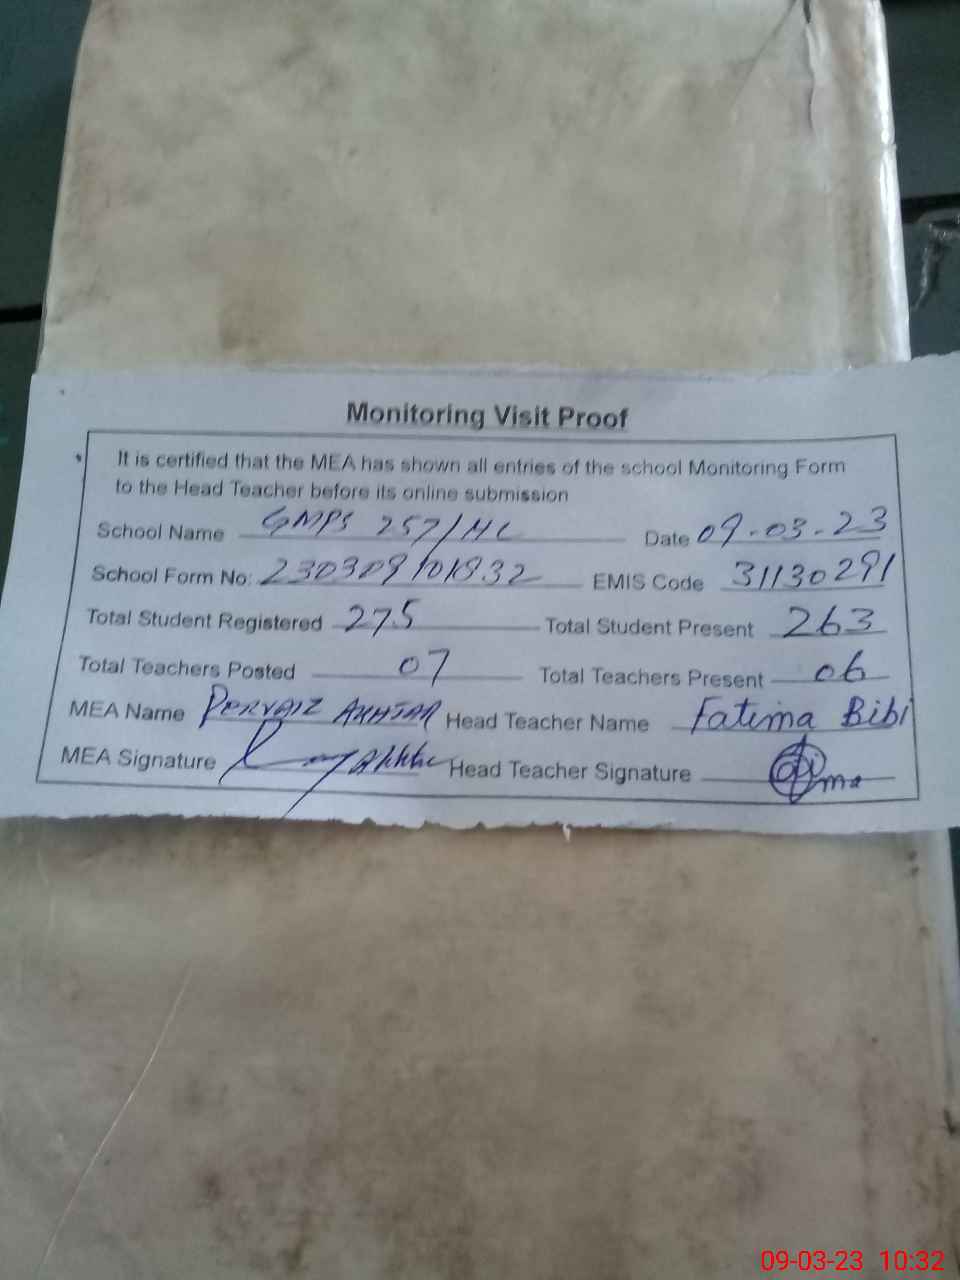 Monitoring Visit Proof
It is certified that the MEA has shown all entries of the school Monitoring Form
to the Head Teacher before its online submission
School Name GMPS 257/HL Date 09-03-23
School Form No: 230309101832 EMIS Code 31130291
Total Student Registered 275 Total Student Present 263
Total Teachers Posted 07 Total Teachers Present 06
MEA Name PERVAIZ AKHTAR Head Teacher Name Fatima Bibi
MEA Signature Head Teacher Signature
09-03-23 10:32